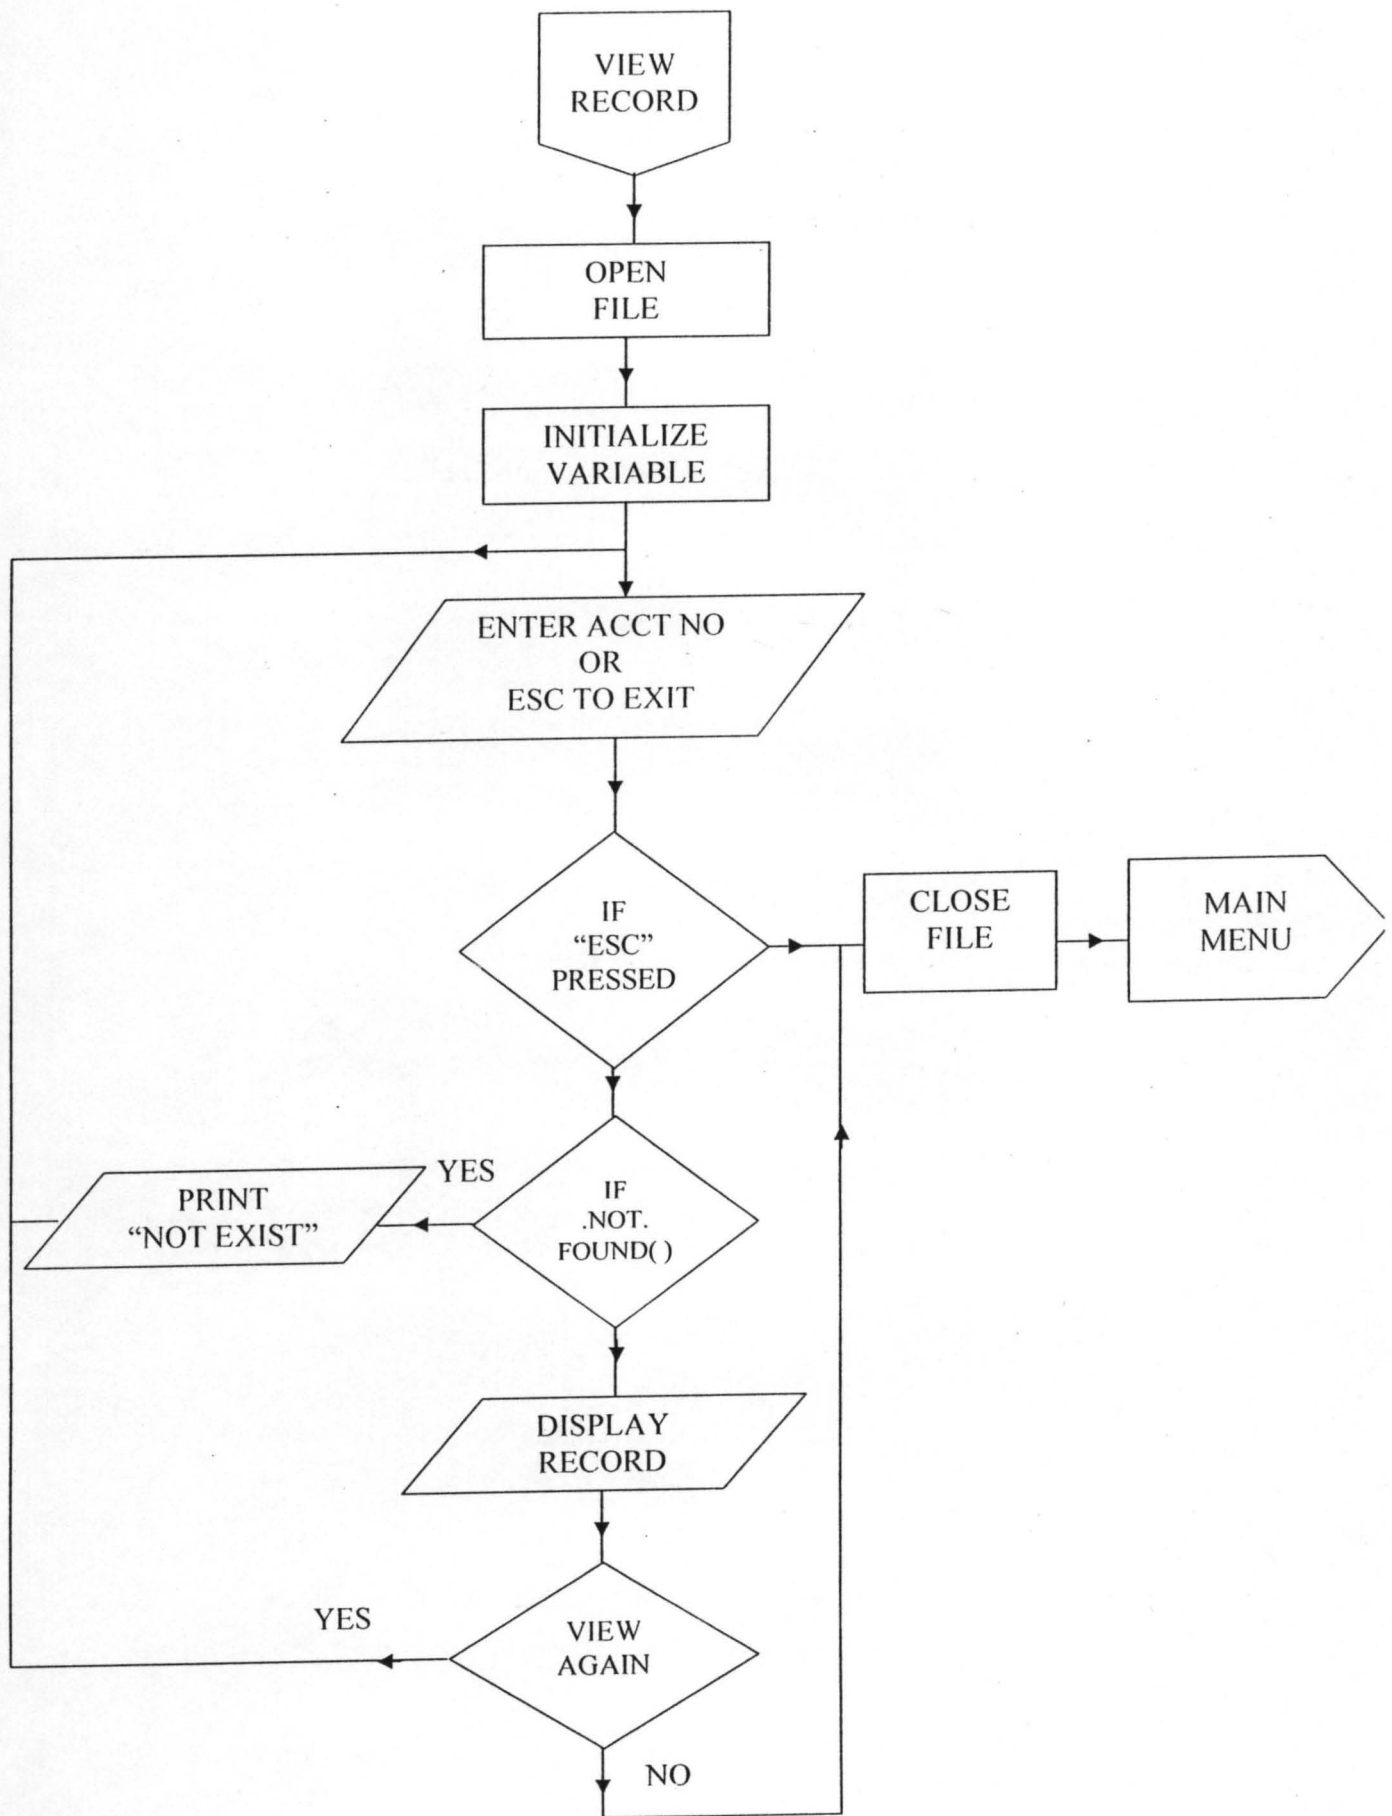 VIEW
RECORD
OPEN
FILE
INITIALIZE
VARIABLE
ENTER ACCT NO
OR
ESC TO EXIT
IF
“ESC”
PRESSED
CLOSE
FILE
MAIN
MENU
YES
PRINT
“NOT EXIST”
IF
.NOT.
FOUND( )
DISPLAY
RECORD
YES
VIEW
AGAIN
NO